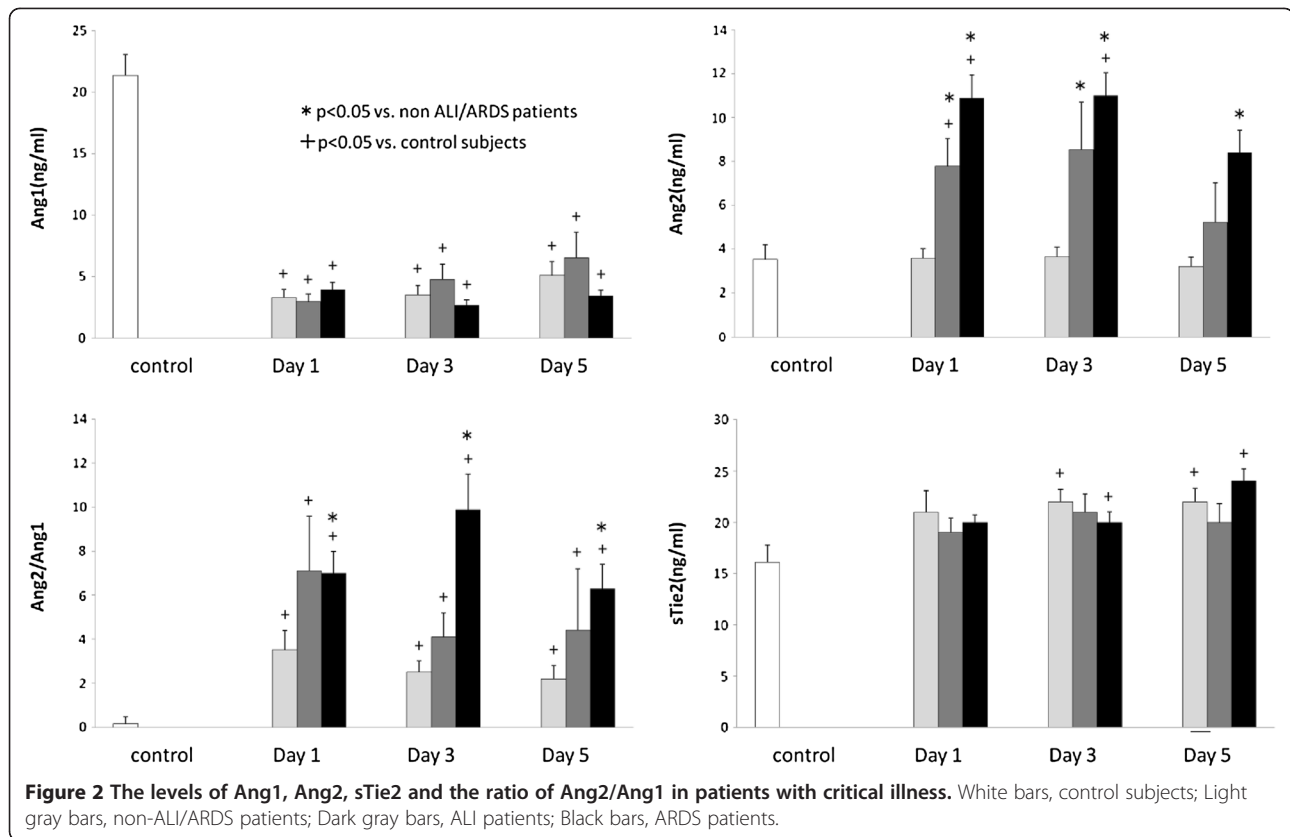 25
20
15
10
5
0
Ang1(ng/ml)
* p<0.05 vs. non ALI/ARDS patients
+ p<0.05 vs. control subjects
+ + +
+ + +
+ + +
control Day 1 Day 3 Day 5
14
12
10
8
6
4
2
0
Ang2(ng/ml)
* + * +
* * +
*
control Day 1 Day 3 Day 5
14
12
10
8
6
4
2
0
Ang2/Ang1
+ + * +
+ + * +
+ + * +
control Day 1 Day 3 Day 5
30
25
20
15
10
5
0
sTie2(ng/ml)
+ +
+ +
control Day 1 Day 3 Day 5
Figure 2 The levels of Ang1, Ang2, sTie2 and the ratio of Ang2/Ang1 in patients with critical illness. White bars, control subjects; Light
gray bars, non-ALI/ARDS patients; Dark gray bars, ALI patients; Black bars, ARDS patients.